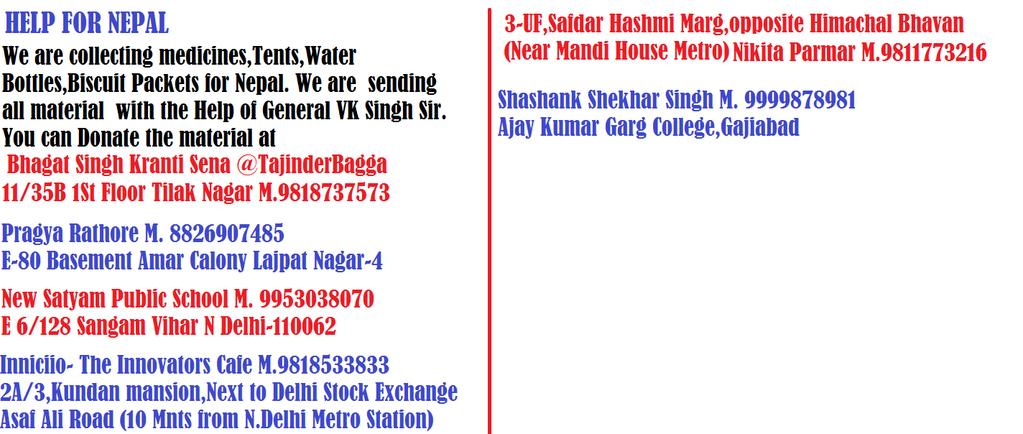 HELP FOR NEPAL
We are collecting medicines,Tents,Water
Bottles,Biscuit Packets for Nepal. We are sending
all material with the Help of General VK Singh Sir.
You can Donate the material at
Bhagat Singh Kranti Sena @TajinderBagga
11/35B 1St Floor Tilak Nagar M.9818737573
Pragya Rathore M. 8826907485
E-80 Basement Amar Calony Lajpat Nagar-4
New Satyam Public School M. 9953038070
E 6/128 Sangam Vihar N Delhi-110062
Inniciio- The Innovators Cafe M.9818533833
2A/3,Kundan mansion,Next to Delhi Stock Exchange
Asaf Ali Road (10 Mnts from N.Delhi Metro Station)
3-UF,Safdar Hashmi Marg,opposite Himachal Bhavan
(Near Mandi House Metro) Nikita Parmar M.9811773216
Shashank Shekhar Singh M. 9999878981
Ajay Kumar Garg College,Gajiabad